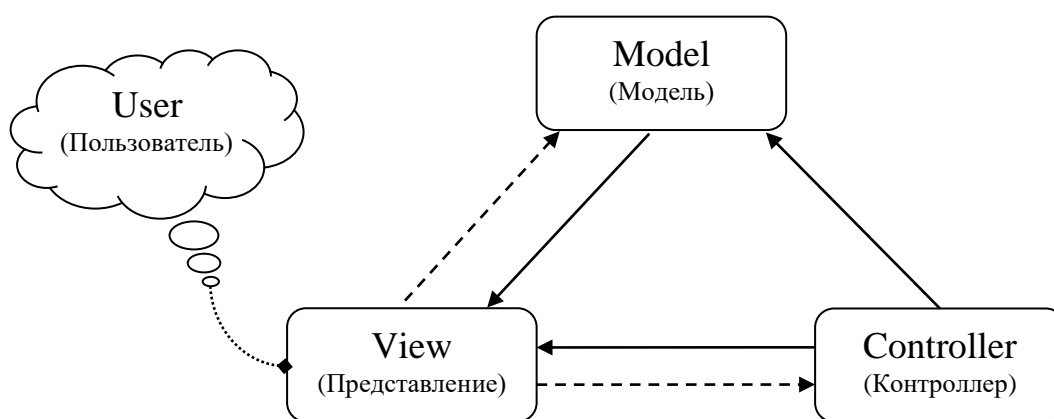 User
(Пользователь)
Model
(Модель)
View
(Представление)
Controller
(Контроллер)